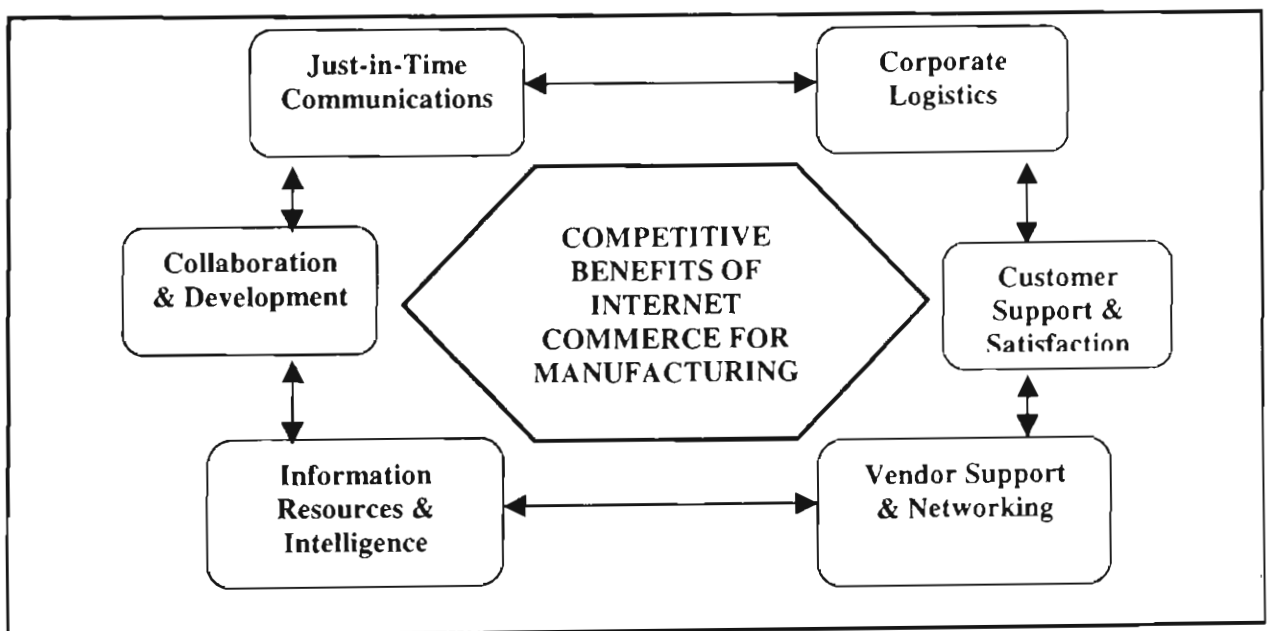 Just-in-Time
Communications
Corporate
Logistics
Collaboration
& Development
COMPETITIVE
BENEFITS OF
INTERNET
COMMERCE FOR
MANUFACTURING
Customer
Support &
Satisfaction
Information
Resources &
Intelligence
Vendor Support
& Networking